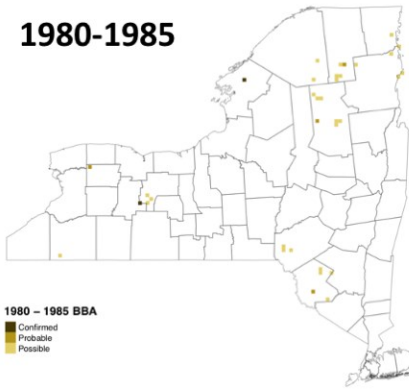 1980-1985
1980 – 1985 BBA
Confirmed
Probable
Possible